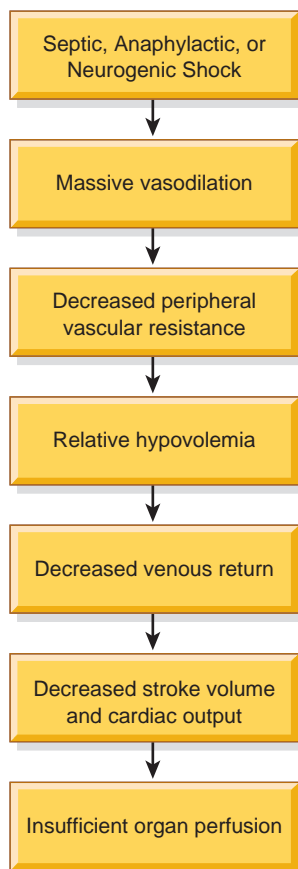 Septic, Anaphylactic, or
Neurogenic Shock
Massive vasodilation
Decreased peripheral
vascular resistance
Relative hypovolemia
Decreased venous return
Decreased stroke volume
and cardiac output
Insufficient organ perfusion